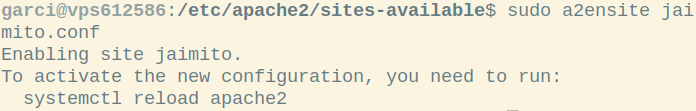 garci@vps612586:/etc/apache2/sites-available$ sudo a2ensite jai
mito.conf
Enabling site jaimito.
To activate the new configuration, you need to run:
  systemctl reload apache2